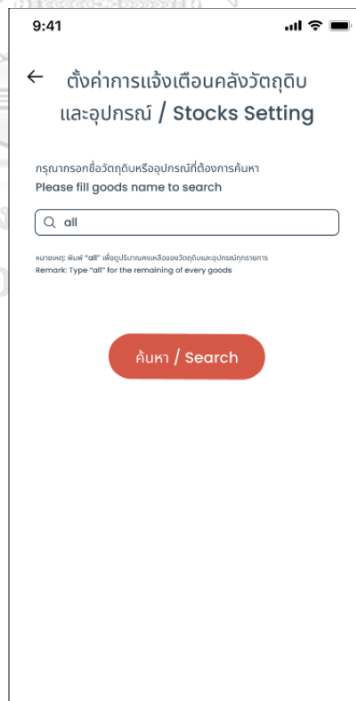 9:41
ตั้งค่าการแจ้งเตือนคลังวัตถุดิบ
และอุปกรณ์ / Stocks Setting
กรุณากรอกชื่อวัตถุดิบหรืออุปกรณ์ที่ต้องการค้นหา
Please fill goods name to search
all
หมายเหตุ: พิมพ์ “all” เพื่อดูปริมาณคงเหลือของวัตถุดิบและอุปกรณ์ทุกรายการ
Remark: Type “all” for the remaining of every goods
ค้นหา / Search